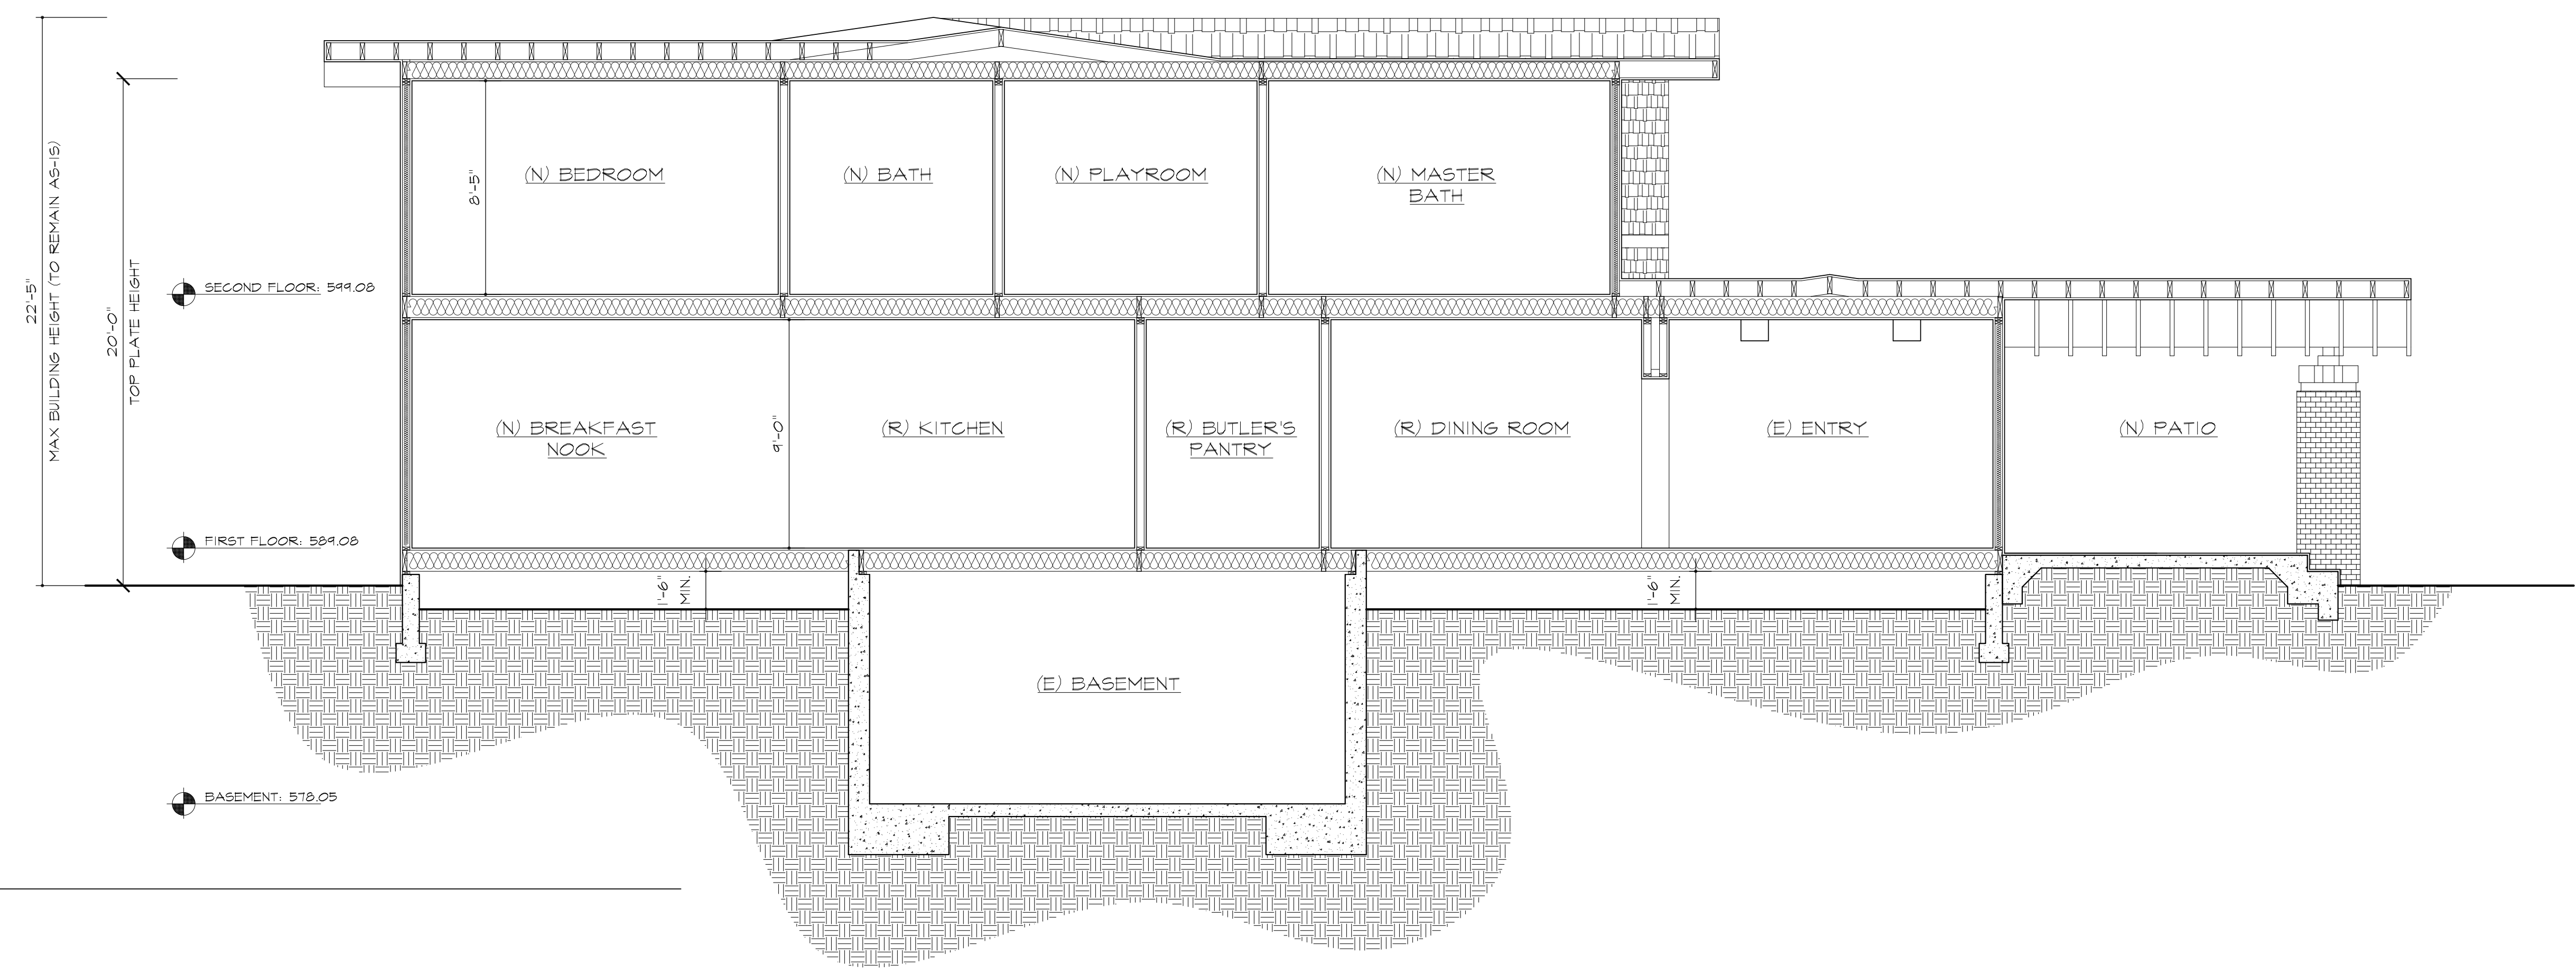 22'-5"
MAX BUILDING HEIGHT (TO REMAIN AS-IS)
20'-0"
TOP PLATE HEIGHT
8'-5"
(N) BEDROOM
(N) BATH
(N) PLAYROOM
(N) MASTER
BATH
SECOND FLOOR: 599.08
9'-0"
(N) BREAKFAST
NOOK
(R) KITCHEN
(R) BUTLER'S
PANTRY
(R) DINING ROOM
(E) ENTRY
(N) PATIO
FIRST FLOOR: 589.08
1'-6"
MIN.
1'-6"
MIN.
(E) BASEMENT
BASEMENT: 578.05